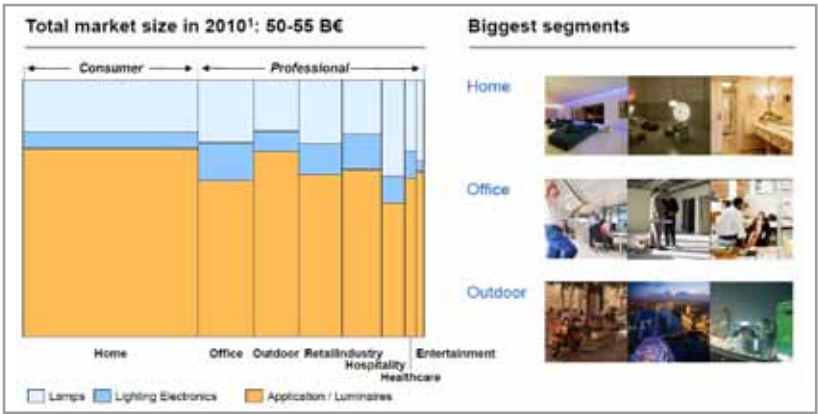 Total market size in 2010¹: 50-55 B€
Biggest segments
Consumer
Professional
Home
Office
Outdoor
Home
Office
Outdoor
Retail
Industry
Hospitality
Healthcare
Entertainment
Lamps
Lighting Electronics
Application / Luminaires